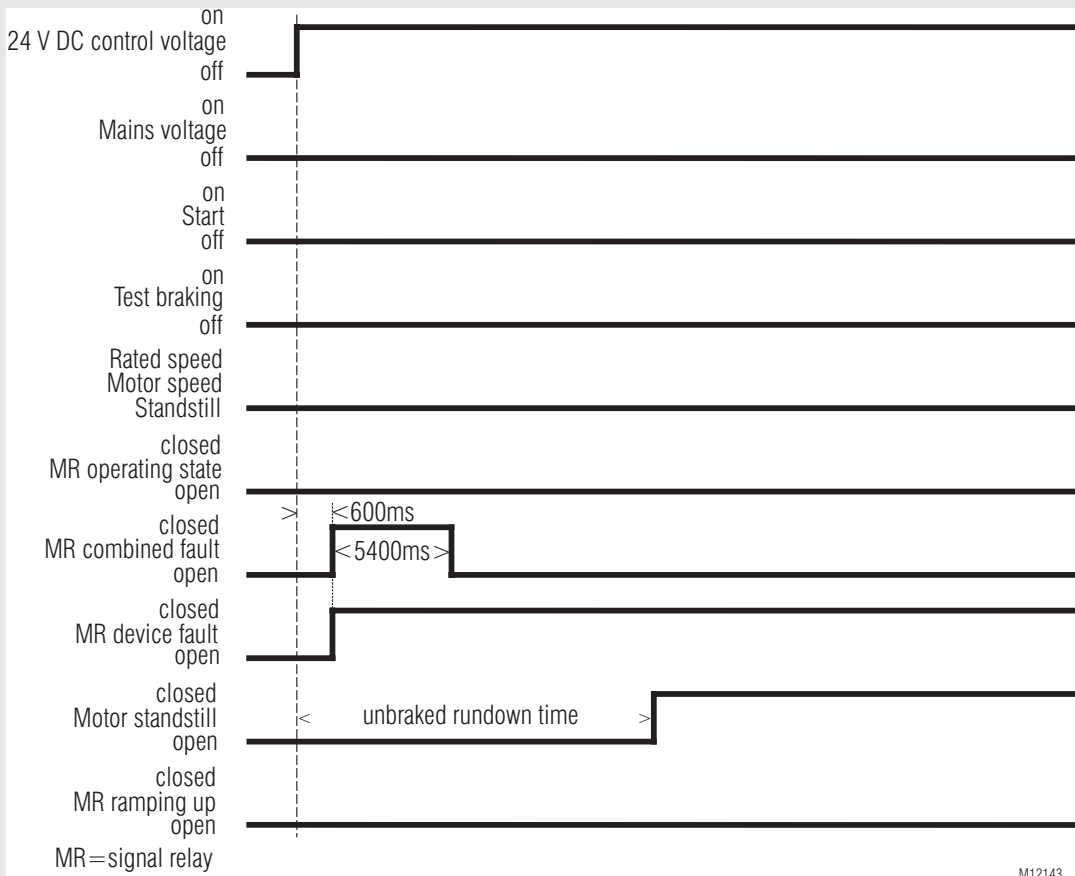 on
24 V DC control voltage
off
on
Mains voltage
off
on
Start
off
on
Test braking
off
Rated speed
Motor speed
Standstill
closed
MR operating state
open
> <600ms
closed
MR combined fault <5400ms>
open
closed
MR device fault
open
closed
Motor standstill < unbraked rundown time >
open
closed
MR ramping up
open
MR=signal relay
M12143